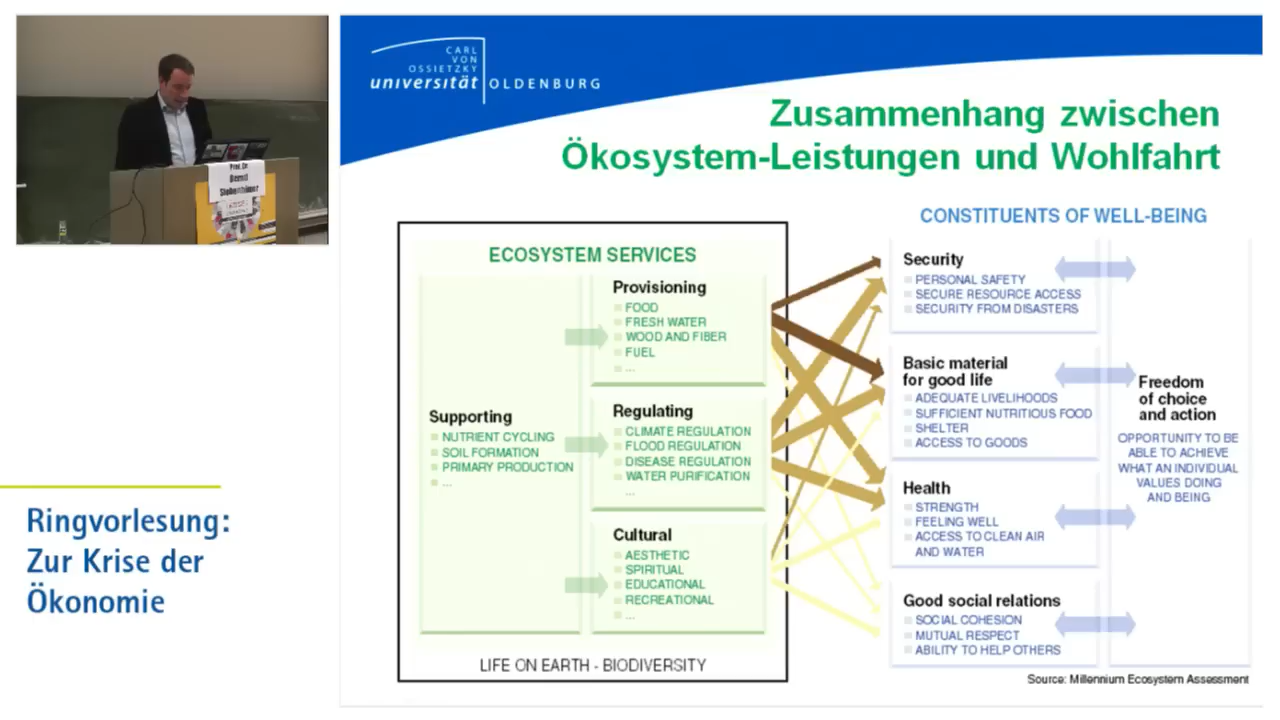 Prof. Dr.
Bernd
Siebenhüner
Ringvorlesung:
Zur Krise der
Ökonomie
CARL
VON
OSSIETZKY
universität OLDENBURG
Zusammenhang zwischen
Ökosystem-Leistungen und Wohlfahrt
ECOSYSTEM SERVICES
Supporting
NUTRIENT CYCLING
SOIL FORMATION
PRIMARY PRODUCTION
...
Provisioning
FOOD
FRESH WATER
WOOD AND FIBER
FUEL
...
Regulating
CLIMATE REGULATION
FLOOD REGULATION
DISEASE REGULATION
WATER PURIFICATION
...
Cultural
AESTHETIC
SPIRITUAL
EDUCATIONAL
RECREATIONAL
...
LIFE ON EARTH - BIODIVERSITY
CONSTITUENTS OF WELL-BEING
Security
PERSONAL SAFETY
SECURE RESOURCE ACCESS
SECURITY FROM DISASTERS
Basic material
for good life
ADEQUATE LIVELIHOODS
SUFFICIENT NUTRITIOUS FOOD
SHELTER
ACCESS TO GOODS
Health
STRENGTH
FEELING WELL
ACCESS TO CLEAN AIR
AND WATER
Good social relations
SOCIAL COHESION
MUTUAL RESPECT
ABILITY TO HELP OTHERS
Freedom
of choice
and action
OPPORTUNITY TO BE
ABLE TO ACHIEVE
WHAT AN INDIVIDUAL
VALUES DOING
AND BEING
Source: Millennium Ecosystem Assessment